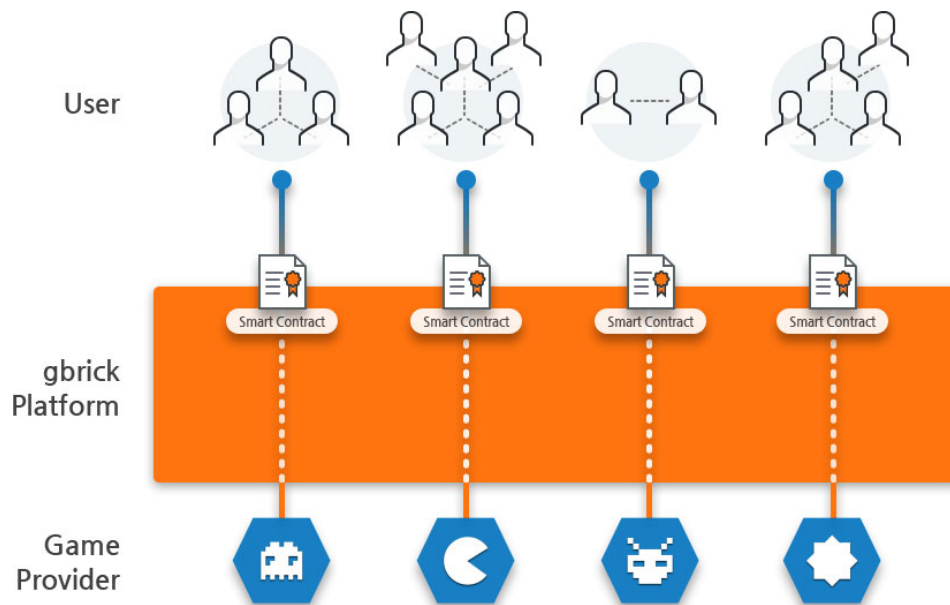 User
Smart Contract
Smart Contract
Smart Contract
Smart Contract
gbrick
Platform
Game
Provider